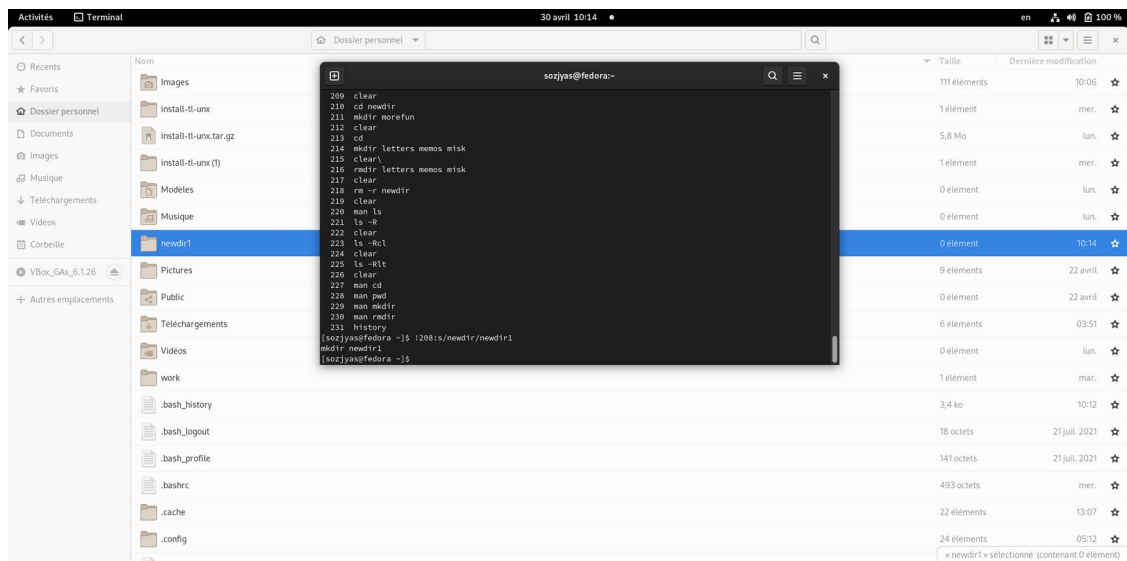 Activités Terminal 30 avril 10:14 en 100 %
Dossier personnel
Récents
Favoris
Dossier personnel
Documents
Images
Musique
Téléchargements
Vidéos
Corbeille
VBox_GAs_6.1.26
Autres emplacements
Nom Taille Dernière modification
Images 111 éléments 10:06
install-tl-unx 1 élément mer.
install-tl-unx.tar.gz 5,8 Mo lun.
install-tl-unx (1) 1 élément mer.
Modèles 0 élément lun.
Musique 0 élément lun.
newdir1 0 élément 10:14
Pictures 9 éléments 22 avril
Public 0 élément 22 avril
Téléchargements 6 éléments 03:51
Vidéos 0 élément lun.
work 1 élément mar.
.bash_history 3,4 ko 10:12
.bash_logout 18 octets 21 juil. 2021
.bash_profile 141 octets 21 juil. 2021
.bashrc 493 octets mer.
.cache 22 éléments 13:07
.config 24 éléments 05:12
« newdir1 » sélectionné (contenant 0 élément)
sozjyas@fedora:~
209 clear
210 cd newdir
211 mkdir morefun
212 clear
213 cd
214 mkdir letters memos misk
215 clear\
216 rmdir letters memos misk
217 clear
218 rm -r newdir
219 clear
220 man ls
221 ls -R
222 clear
223 ls -Rcl
224 clear
225 ls -Rlt
226 clear
227 man cd
228 man pwd
229 man mkdir
230 man rmdir
231 history
[sozjyas@fedora ~]$ !208:s/newdir/newdir1
mkdir newdir1
[sozjyas@fedora ~]$